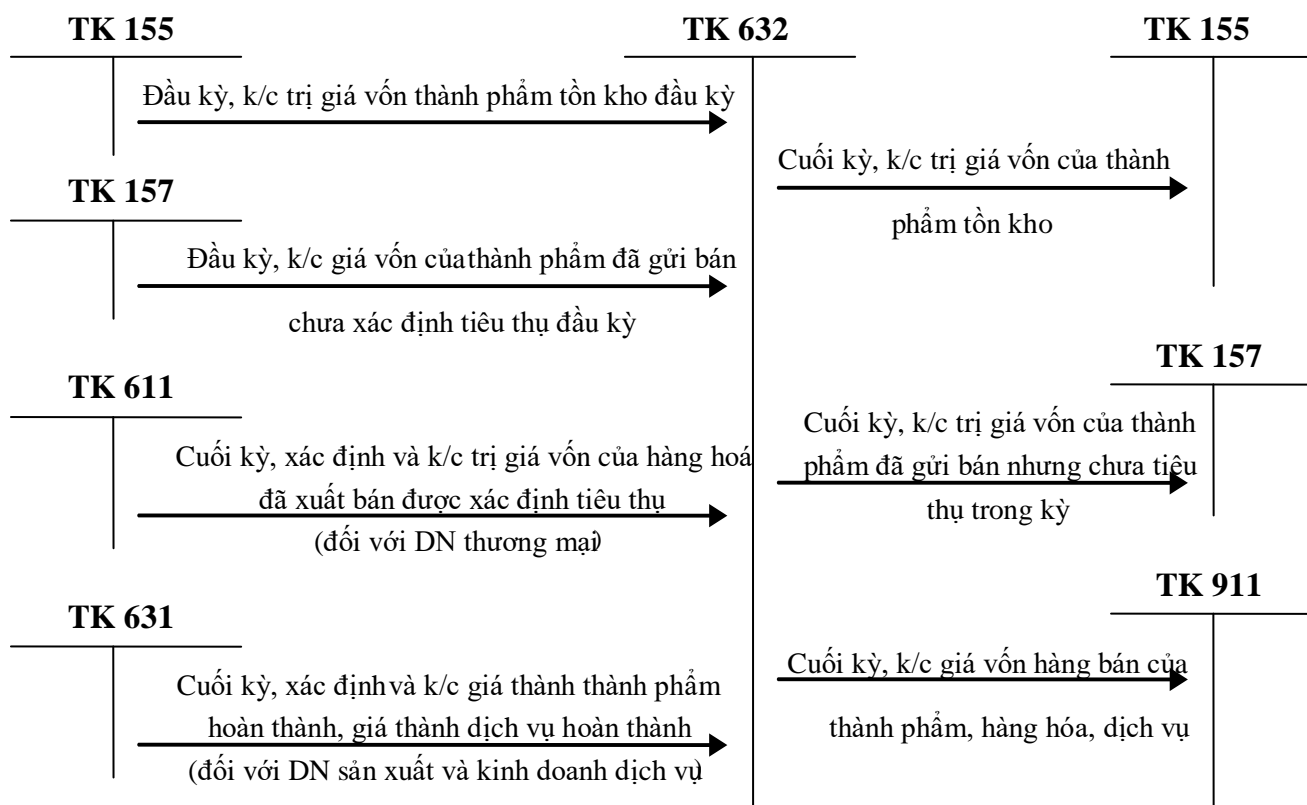 TK 155
TK 632
TK 155
Đầu kỳ, k/c trị giá vốn thành phẩm tồn kho đầu kỳ
Cuối kỳ, k/c trị giá vốn của thành
phẩm tồn kho
TK 157
Đầu kỳ, k/c giá vốn của thành phẩm đã gửi bán
chưa xác định tiêu thụ đầu kỳ
TK 157
TK 611
Cuối kỳ, k/c trị giá vốn của thành
phẩm đã gửi bán nhưng chưa tiêu
thụ trong kỳ
Cuối kỳ, xác định và k/c trị giá vốn của hàng hoá
đã xuất bán được xác định tiêu thụ
(đối với DN thương mại)
TK 911
TK 631
Cuối kỳ, k/c giá vốn hàng bán của
thành phẩm, hàng hóa, dịch vụ
Cuối kỳ, xác định và k/c giá thành thành phẩm
hoàn thành, giá thành dịch vụ hoàn thành
(đối với DN sản xuất và kinh doanh dịch vụ)